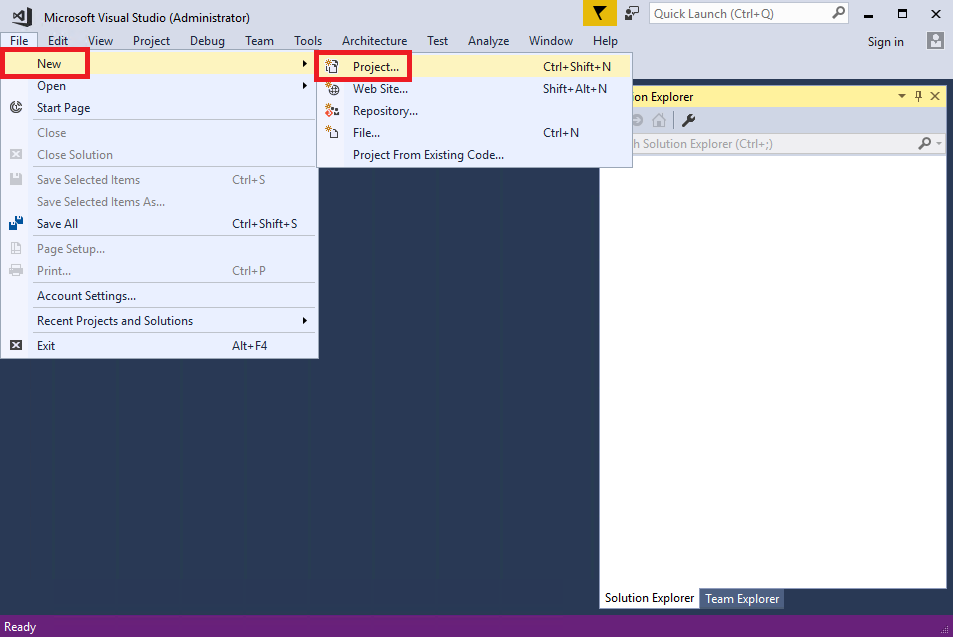 Microsoft Visual Studio (Administrator)
Quick Launch (Ctrl+Q)
File Edit View Project Debug Team Tools Architecture Test Analyze Window Help
Sign in
New
Open
Start Page
Close
Close Solution
Save Selected Items Ctrl+S
Save Selected Items As...
Save All Ctrl+Shift+S
Page Setup...
Print... Ctrl+P
Account Settings...
Recent Projects and Solutions
Exit Alt+F4
Project... Ctrl+Shift+N
Web Site... Shift+Alt+N
Repository...
File... Ctrl+N
Project From Existing Code...
on Explorer
h Solution Explorer (Ctrl+;)
Solution Explorer Team Explorer
Ready